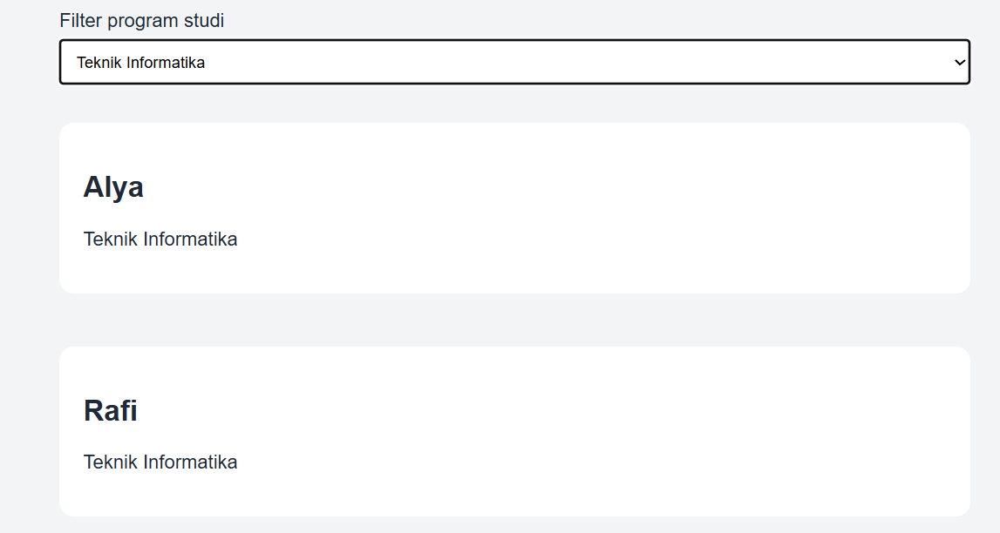 Filter program studi
Teknik Informatika
Alya
Teknik Informatika
Rafi
Teknik Informatika